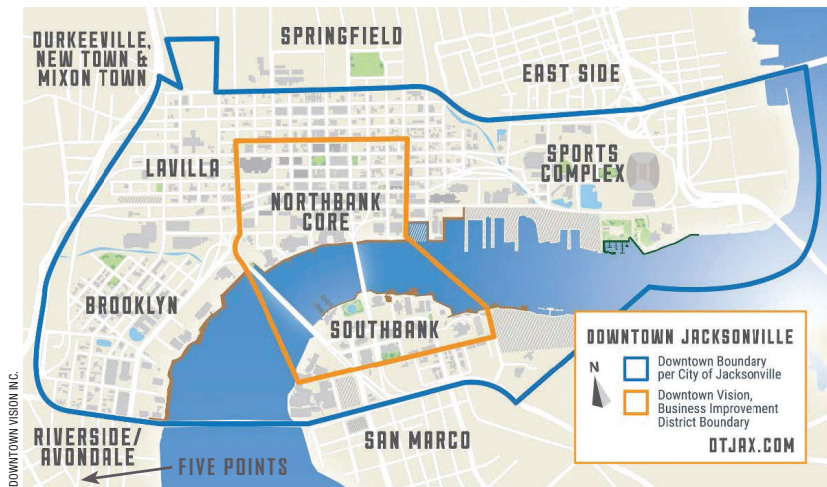 DURKEEVILLE,
NEW TOWN &
MIXON TOWN
SPRINGFIELD
EAST SIDE
LAVILLA
SPORTS
COMPLEX
NORTHBANK
CORE
BROOKLYN
SOUTHBANK
DOWNTOWN JACKSONVILLE
N
Downtown Boundary
per City of Jacksonville
Downtown Vision,
Business Improvement
District Boundary
DTJAX.COM
RIVERSIDE/
AVONDALE
SAN MARCO
FIVE POINTS
DOWNTOWN VISION INC.